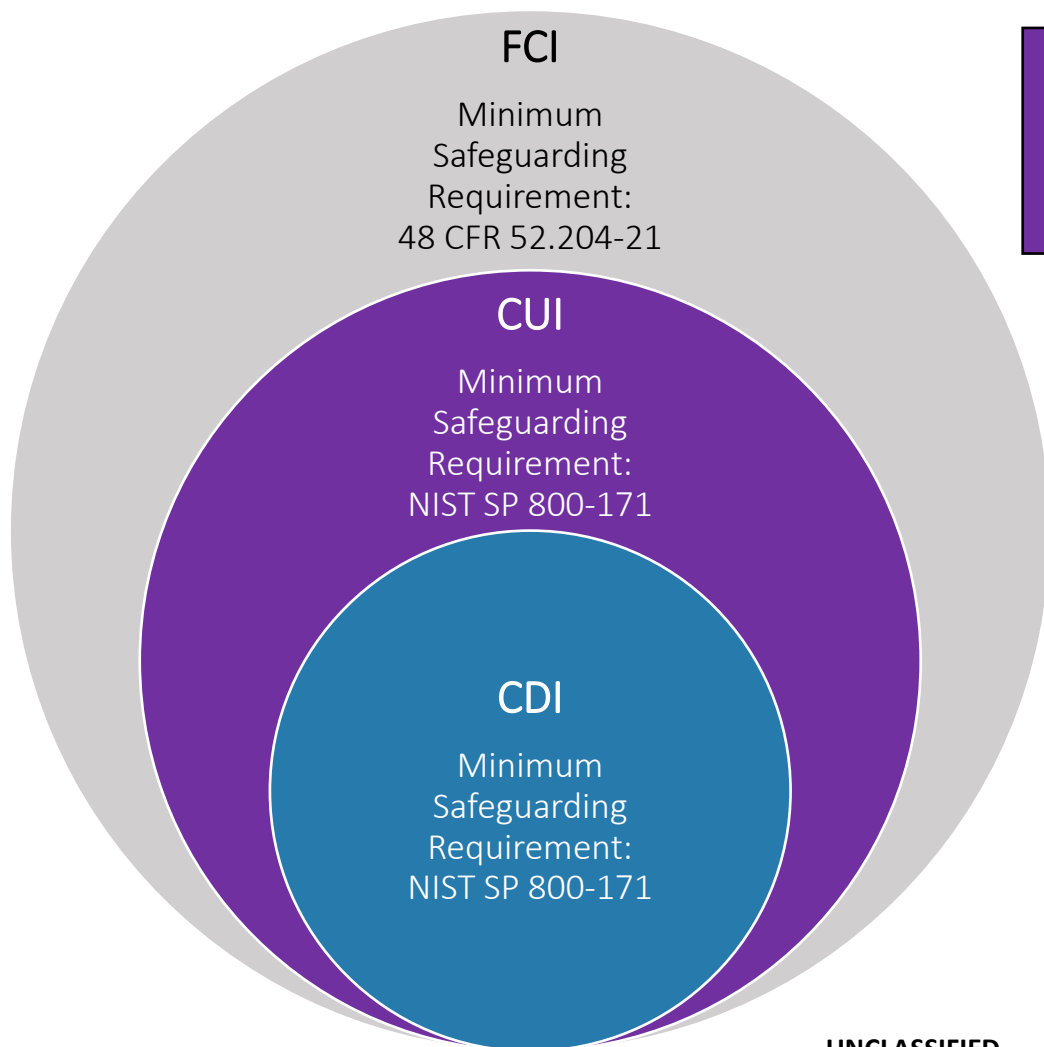 FCI
Minimum
Safeguarding
Requirement:
48 CFR 52.204-21
CUI
Minimum
Safeguarding
Requirement:
NIST SP 800-171
CDI
Minimum
Safeguarding
Requirement:
NIST SP 800-171
UNCLASSIFIED